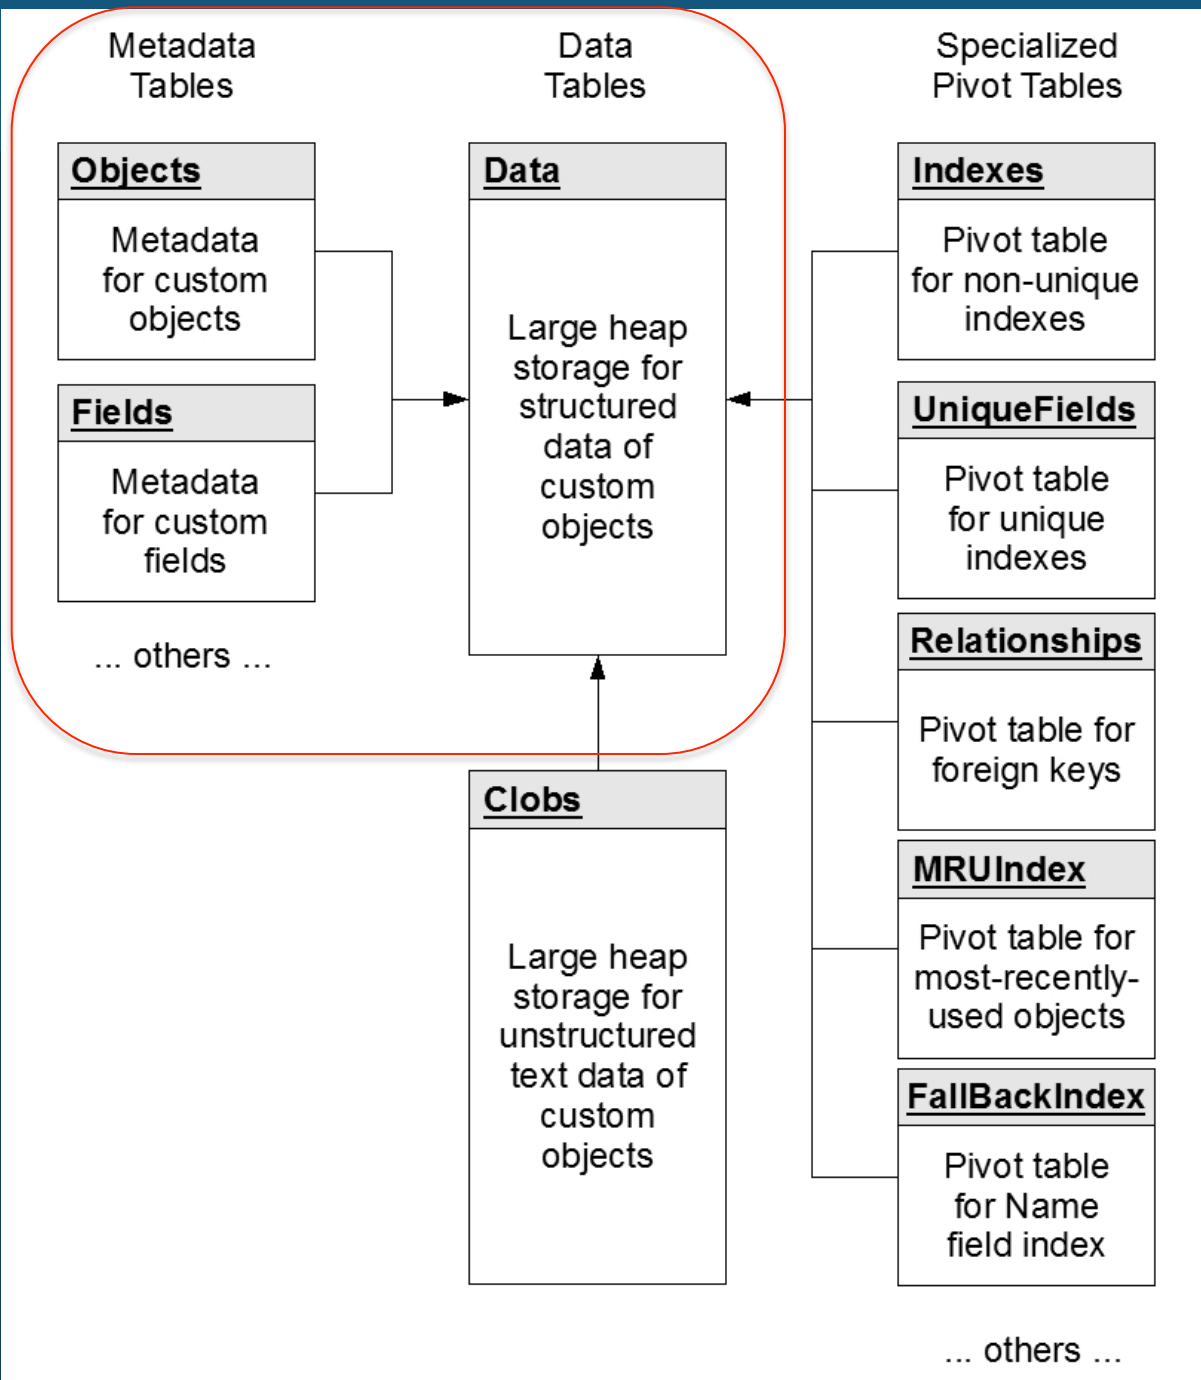 Metadata
Tables
Objects
Metadata
for custom
objects
Fields
Metadata
for custom
fields
... others ...
Data
Tables
Data
Large heap
storage for
structured
data of
custom
objects
Clobs
Large heap
storage for
unstructured
text data of
custom
objects
Specialized
Pivot Tables
Indexes
Pivot table
for non-unique
indexes
UniqueFields
Pivot table
for unique
indexes
Relationships
Pivot table for
foreign keys
MRUIndex
Pivot table for
most-recently-
used objects
FallBackIndex
Pivot table
for Name
field index
... others ...